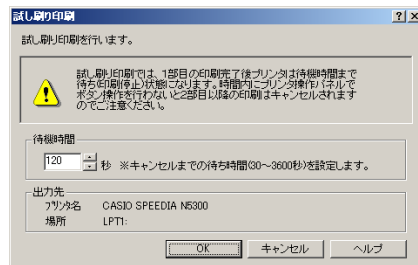 試し刷り印刷
試し刷り印刷を行います。
試し刷り印刷では、1部目の印刷完了後プリンタは待機時間まで
待ち(印刷停止)状態になります。時間内にプリンタ操作パネルで
ボタン操作を行わないと2部目以降の印刷はキャンセルされます
のでご注意ください。
待機時間
120 秒 ※キャンセルまでの待ち時間(30～3600秒)を設定します。
出力先
プリンタ名 CASIO SPEEDIA N5300
場所 LPT1:
OK キャンセル ヘルプ